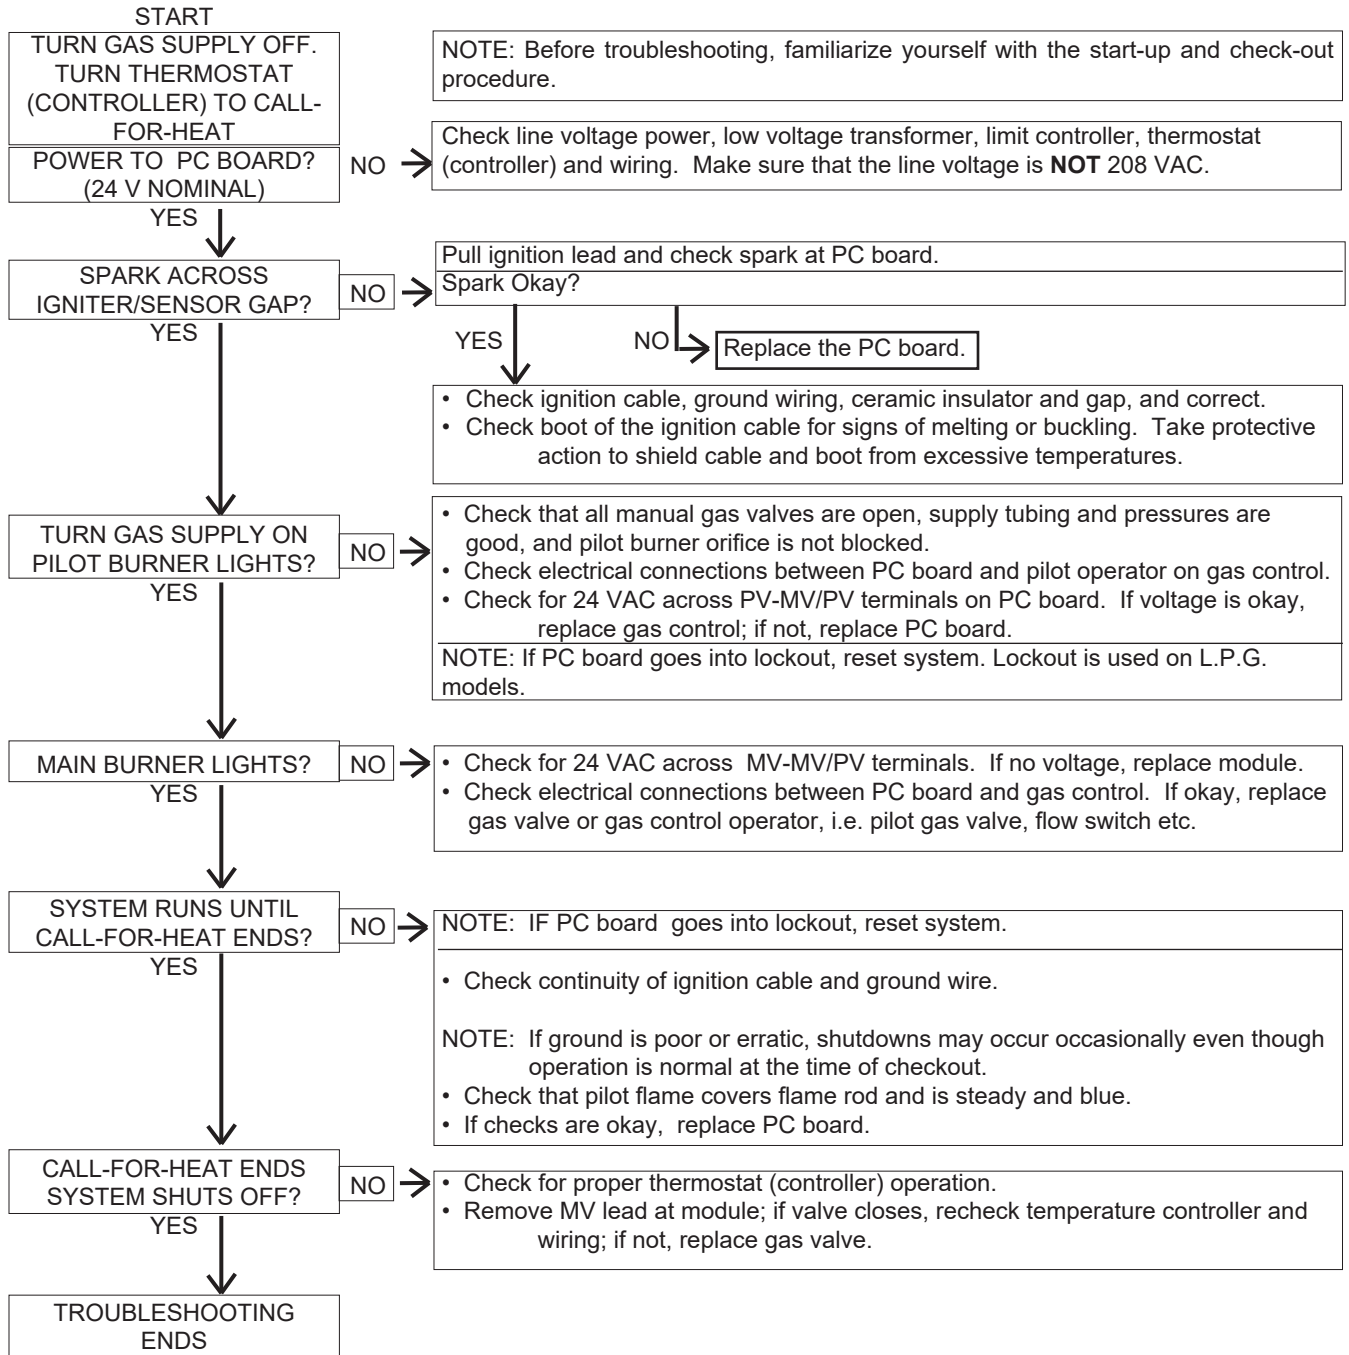 START
TURN GAS SUPPLY OFF.
TURN THERMOSTAT
(CONTROLLER) TO CALL-
FOR-HEAT
NOTE: Before troubleshooting, familiarize yourself with the start-up and check-out
procedure.
POWER TO PC BOARD?
(24 V NOMINAL)
NO
Check line voltage power, low voltage transformer, limit controller, thermostat
(controller) and wiring. Make sure that the line voltage is NOT 208 VAC.
YES
SPARK ACROSS
IGNITER/SENSOR GAP?
NO
Pull ignition lead and check spark at PC board.
Spark Okay?
YES
YES
NO
Replace the PC board.
• Check ignition cable, ground wiring, ceramic insulator and gap, and correct.
• Check boot of the ignition cable for signs of melting or buckling. Take protective
action to shield cable and boot from excessive temperatures.
TURN GAS SUPPLY ON
PILOT BURNER LIGHTS?
NO
• Check that all manual gas valves are open, supply tubing and pressures are
good, and pilot burner orifice is not blocked.
• Check electrical connections between PC board and pilot operator on gas control.
• Check for 24 VAC across PV-MV/PV terminals on PC board. If voltage is okay,
replace gas control; if not, replace PC board.
NOTE: If PC board goes into lockout, reset system. Lockout is used on L.P.G.
models.
YES
MAIN BURNER LIGHTS?
NO
• Check for 24 VAC across MV-MV/PV terminals. If no voltage, replace module.
• Check electrical connections between PC board and gas control. If okay, replace
gas valve or gas control operator, i.e. pilot gas valve, flow switch etc.
YES
SYSTEM RUNS UNTIL
CALL-FOR-HEAT ENDS?
NO
NOTE: IF PC board goes into lockout, reset system.
• Check continuity of ignition cable and ground wire.
NOTE: If ground is poor or erratic, shutdowns may occur occasionally even though
operation is normal at the time of checkout.
• Check that pilot flame covers flame rod and is steady and blue.
• If checks are okay, replace PC board.
YES
CALL-FOR-HEAT ENDS
SYSTEM SHUTS OFF?
NO
• Check for proper thermostat (controller) operation.
• Remove MV lead at module; if valve closes, recheck temperature controller and
wiring; if not, replace gas valve.
YES
TROUBLESHOOTING
ENDS